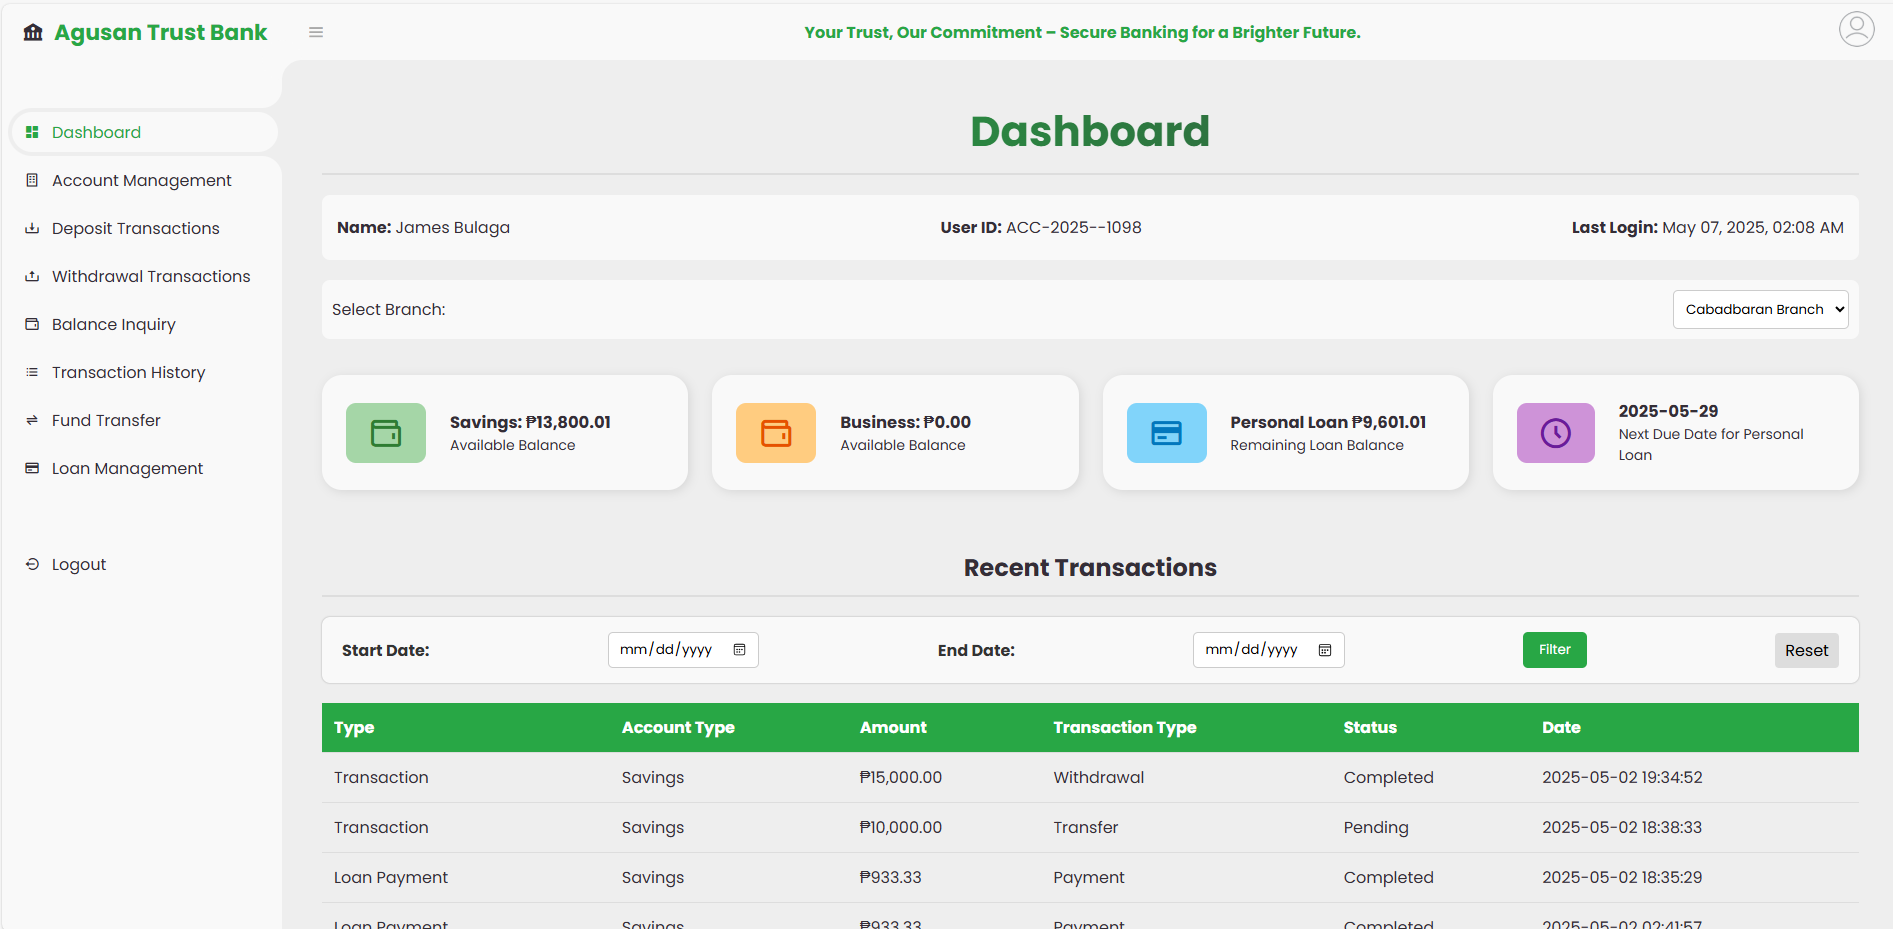 Agusan Trust Bank
Your Trust, Our Commitment – Secure Banking for a Brighter Future.
Dashboard
Account Management
Deposit Transactions
Withdrawal Transactions
Balance Inquiry
Transaction History
Fund Transfer
Loan Management
Logout
Dashboard
Name: James Bulaga User ID: ACC-2025--1098 Last Login: May 07, 2025, 02:08 AM
Select Branch: Cabadbaran Branch
Savings: ₱13,800.01
Available Balance
Business: ₱0.00
Available Balance
Personal Loan ₱9,601.01
Remaining Loan Balance
2025-05-29
Next Due Date for Personal
Loan
Recent Transactions
Start Date: mm/dd/yyyy End Date: mm/dd/yyyy Filter Reset
Type Account Type Amount Transaction Type Status Date
Transaction Savings ₱15,000.00 Withdrawal Completed 2025-05-02 19:34:52
Transaction Savings ₱10,000.00 Transfer Pending 2025-05-02 18:38:33
Loan Payment Savings ₱933.33 Payment Completed 2025-05-02 18:35:29
Loan Payment Savings ₱933.33 Payment Completed 2025-05-02 02:41:57